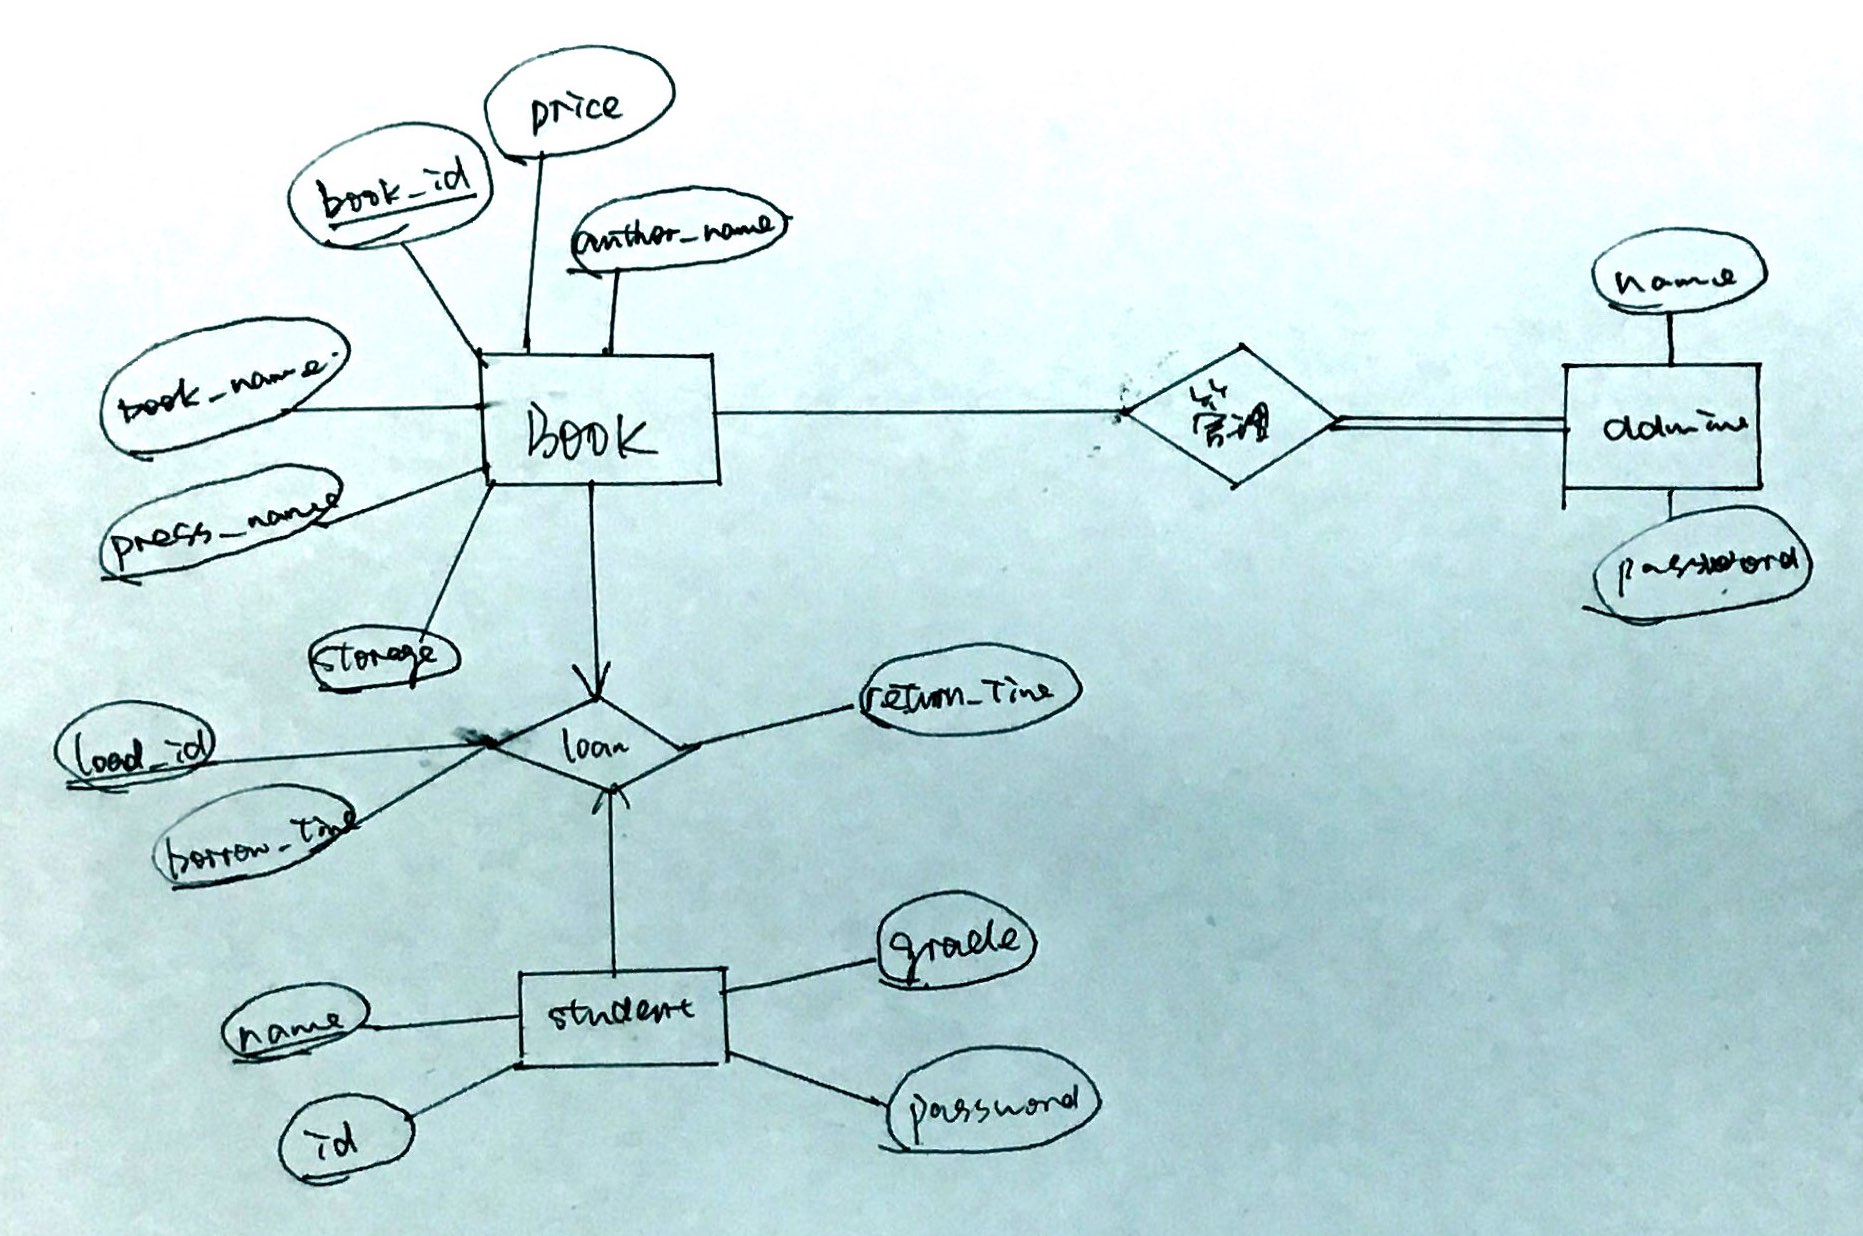 price
book_id
author_name
name
book_name
Book
管理
admine
press_name
password
storage
return_Time
load_id
loan
borrow_Time
grade
name
student
password
id